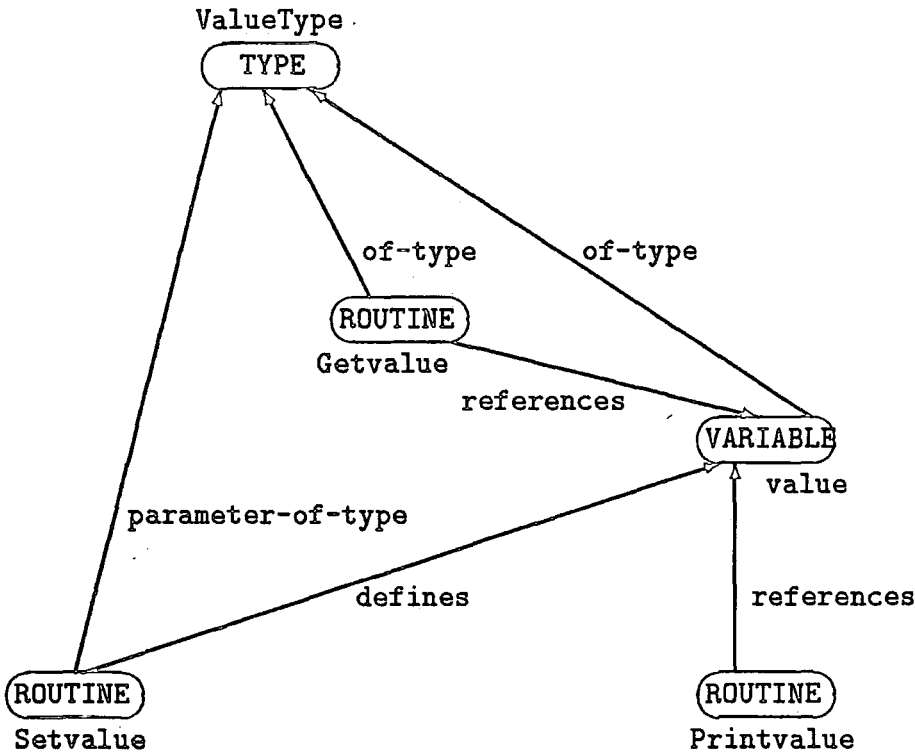 ValueType
TYPE
of-type
of-type
ROUTINE
Getvalue
references
VARIABLE
value
parameter-of-type
defines
references
ROUTINE
Setvalue
ROUTINE
Printvalue